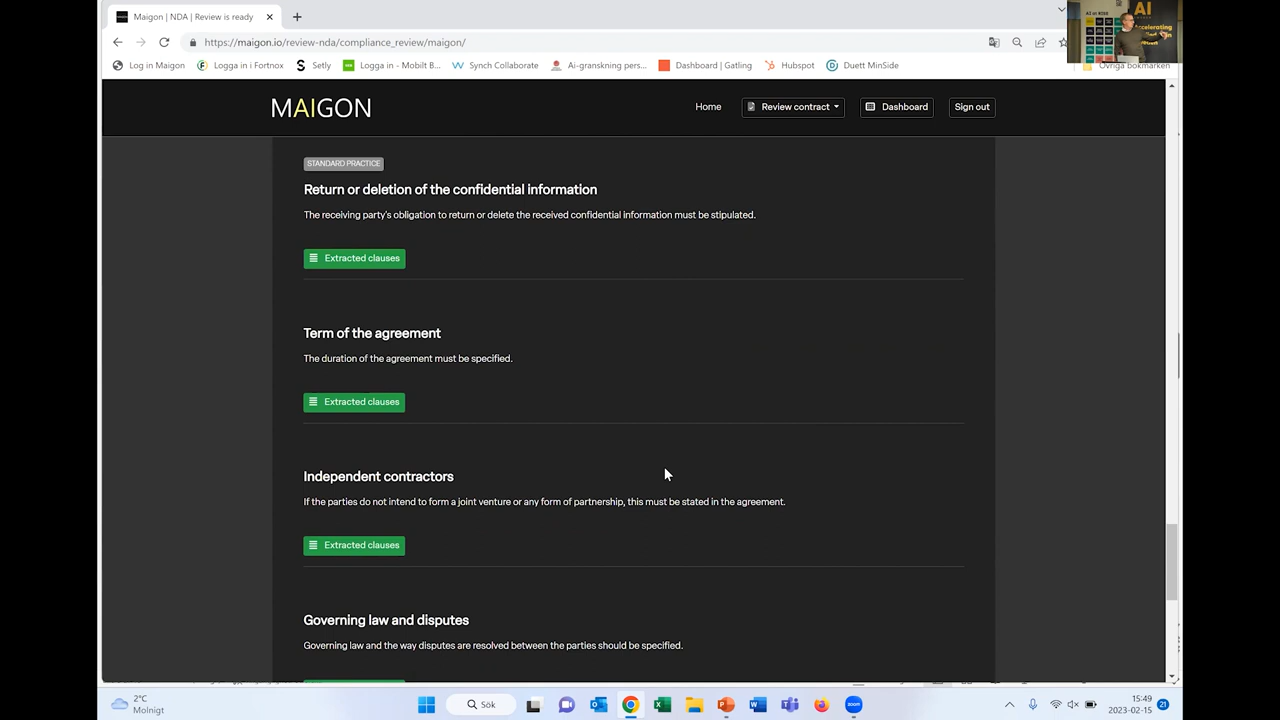 Maigon | NDA | Review is ready
https://maigon.io/review-nda/compliance_review/maigon/
Log in Maigon
Logga i Fortnox
Setly
Logga in - Mobilt B...
Synch Collaborate
Ai-granskning pers...
Dashboard | Gatling
Hubspot
Duett MinSide
Övriga bokmärken
AI
MAIGON
Home
Review contract
Dashboard
Sign out
STANDARD PRACTICE
Return or deletion of the confidential information
The receiving party's obligation to return or delete the received confidential information must be stipulated.
Extracted clauses
Term of the agreement
The duration of the agreement must be specified.
Extracted clauses
Independent contractors
If the parties do not intend to form a joint venture or any form of partnership, this must be stated in the agreement.
Extracted clauses
Governing law and disputes
Governing law and the way disputes are resolved between the parties should be specified.
2°C
Molnigt
Sök
zoom
15:49
2023-02-15
21